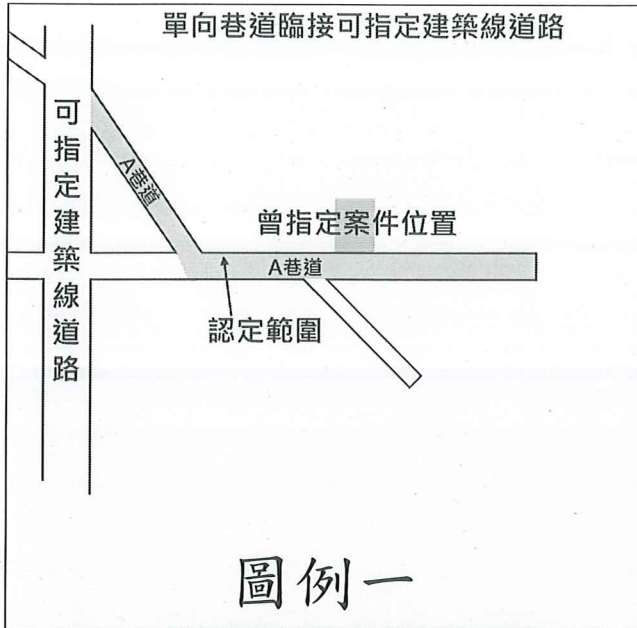 單向巷道臨接可指定建築線道路
可指定建築線道路
A巷道
曾指定案件位置
A巷道
認定範圍
圖例一